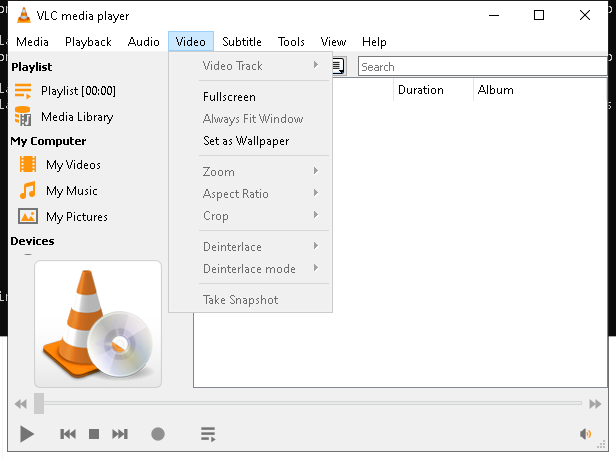 VLC media player
Media Playback Audio Video Subtitle Tools View Help
Playlist
Playlist [00:00]
Media Library
My Computer
My Videos
My Music
My Pictures
Devices
Video Track
Fullscreen
Always Fit Window
Set as Wallpaper
Zoom
Aspect Ratio
Crop
Deinterlace
Deinterlace mode
Take Snapshot
Search
Duration Album